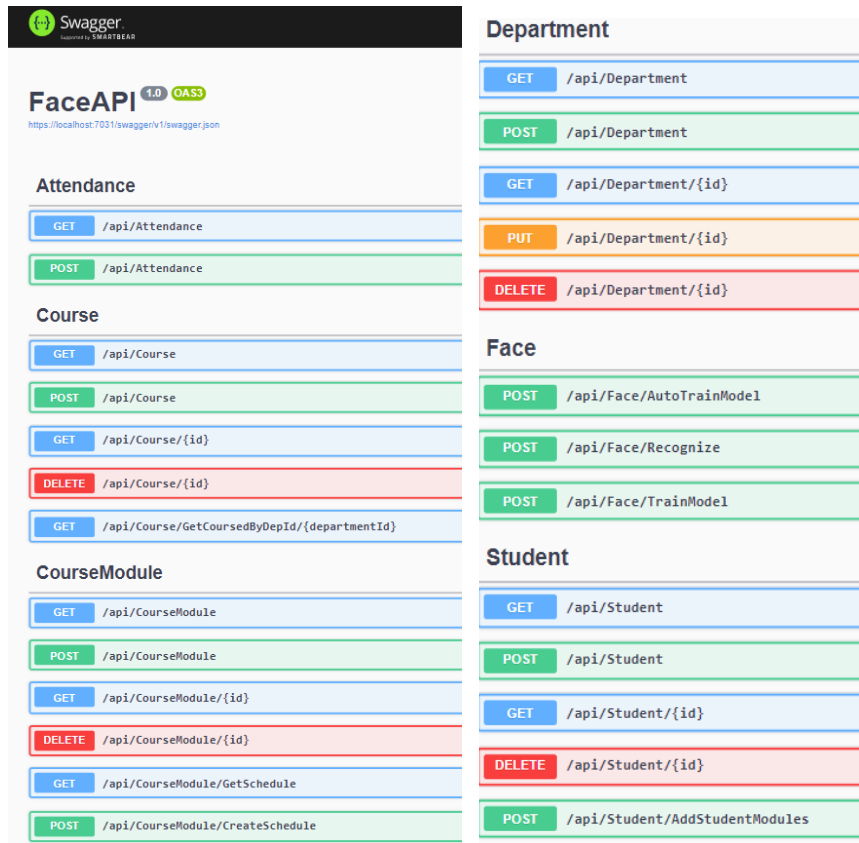 Swagger.
Supported by SMARTBEAR
FaceAPI 1.0 OAS3
https://localhost:7031/swagger/v1/swagger.json
Attendance
GET /api/Attendance
POST /api/Attendance
Course
GET /api/Course
POST /api/Course
GET /api/Course/{id}
DELETE /api/Course/{id}
GET /api/Course/GetCoursedByDepId/{departmentId}
CourseModule
GET /api/CourseModule
POST /api/CourseModule
GET /api/CourseModule/{id}
DELETE /api/CourseModule/{id}
GET /api/CourseModule/GetSchedule
POST /api/CourseModule/CreateSchedule
Department
GET /api/Department
POST /api/Department
GET /api/Department/{id}
PUT /api/Department/{id}
DELETE /api/Department/{id}
Face
POST /api/Face/AutoTrainModel
POST /api/Face/Recognize
POST /api/Face/TrainModel
Student
GET /api/Student
POST /api/Student
GET /api/Student/{id}
DELETE /api/Student/{id}
POST /api/Student/AddStudentModules